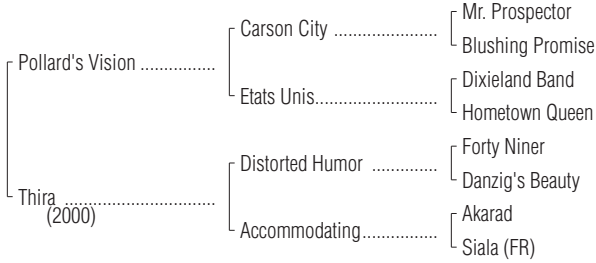 Mr. Prospector
Carson City ....................
Blushing Promise
Pollard's Vision ...............
Dixieland Band
Etats Unis.......................
Hometown Queen
Forty Niner
Distorted Humor .............
Danzig's Beauty
Thira ..............................
(2000)
Akarad
Accommodating...............
Siala (FR)